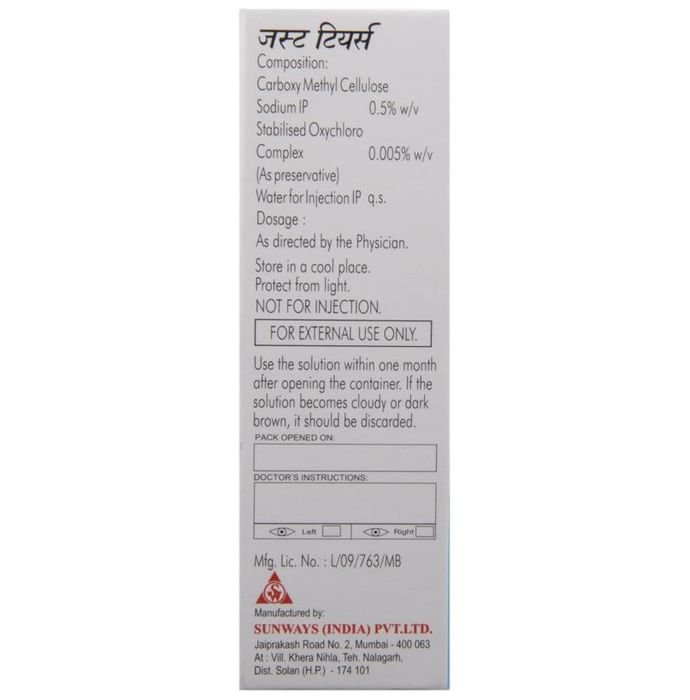 जस्ट टियर्स
Composition:
Carboxy Methyl Cellulose
Sodium IP 0.5% w/v
Stabilised Oxychloro
Complex 0.005% w/v
(As preservative)
Water for Injection IP q.s.
Dosage :
As directed by the Physician.
Store in a cool place.
Protect from light.
NOT FOR INJECTION.
FOR EXTERNAL USE ONLY.
Use the solution within one month
after opening the container. If the
solution becomes cloudy or dark
brown, it should be discarded.
PACK OPENED ON:
DOCTOR'S INSTRUCTIONS:
Left Right
Mfg. Lic. No. : L/09/763/MB
Manufactured by:
SUNWAYS (INDIA) PVT.LTD.
Jaiprakash Road No. 2, Mumbai - 400 063
At : Vill. Khera Nihla, Teh. Nalagarh,
Dist. Solan (H.P.) - 174 101